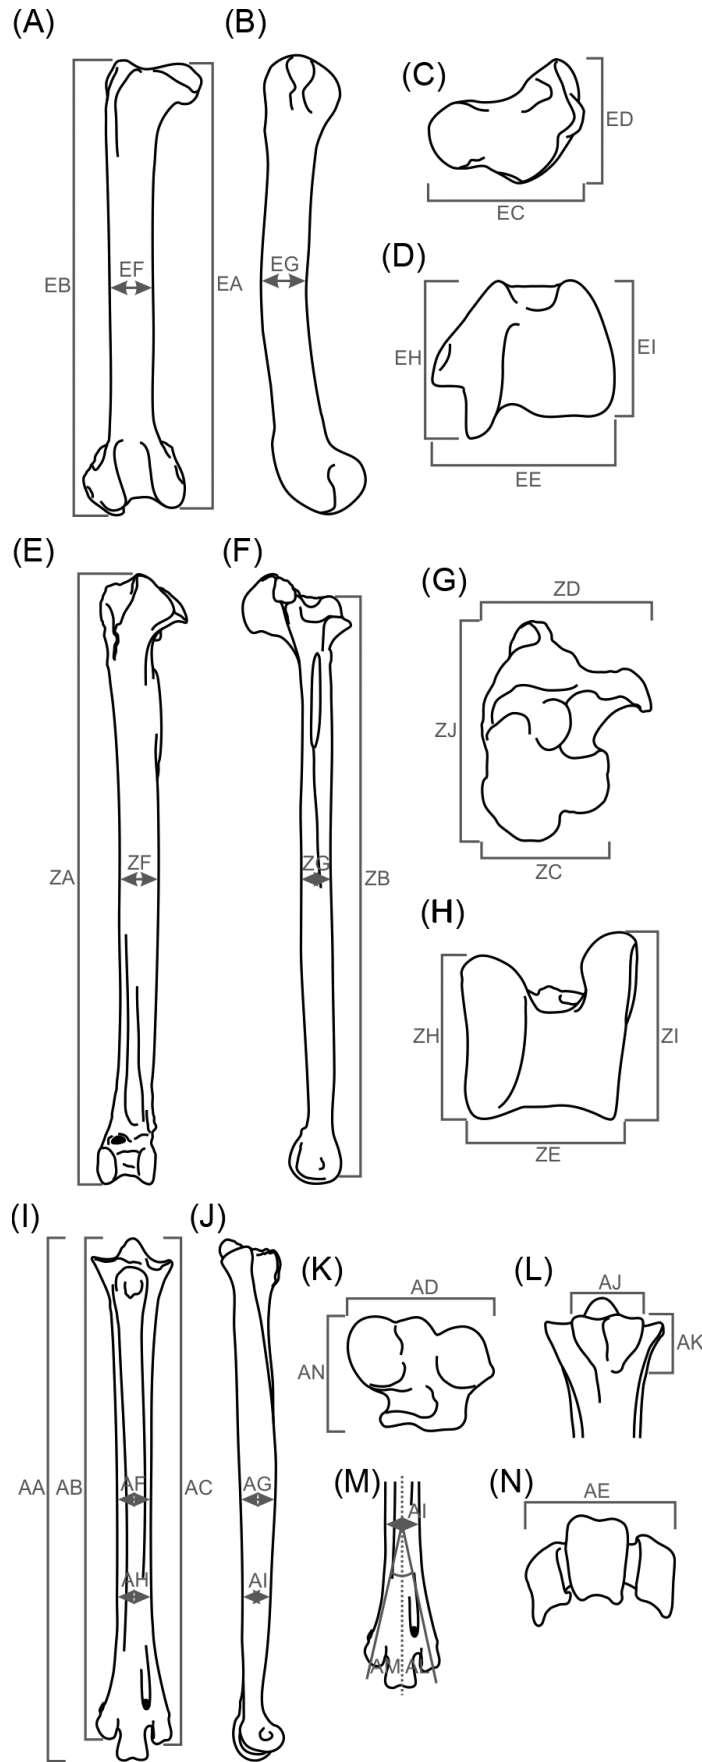 (A)
(B)
(C)
ED
EC
(D)
EB
EF
EA
EG
EH
EI
EE
(E)
(F)
(G)
ZD
ZJ
ZC
ZA
ZF
ZG
ZB
(H)
ZH
ZI
ZE
(I)
(J)
(K)
(L)
AD
AJ
AN
AK
AA
AB
AF
AC
AG
(M)
(N)
AI
AE
AH
AI
AM
AL